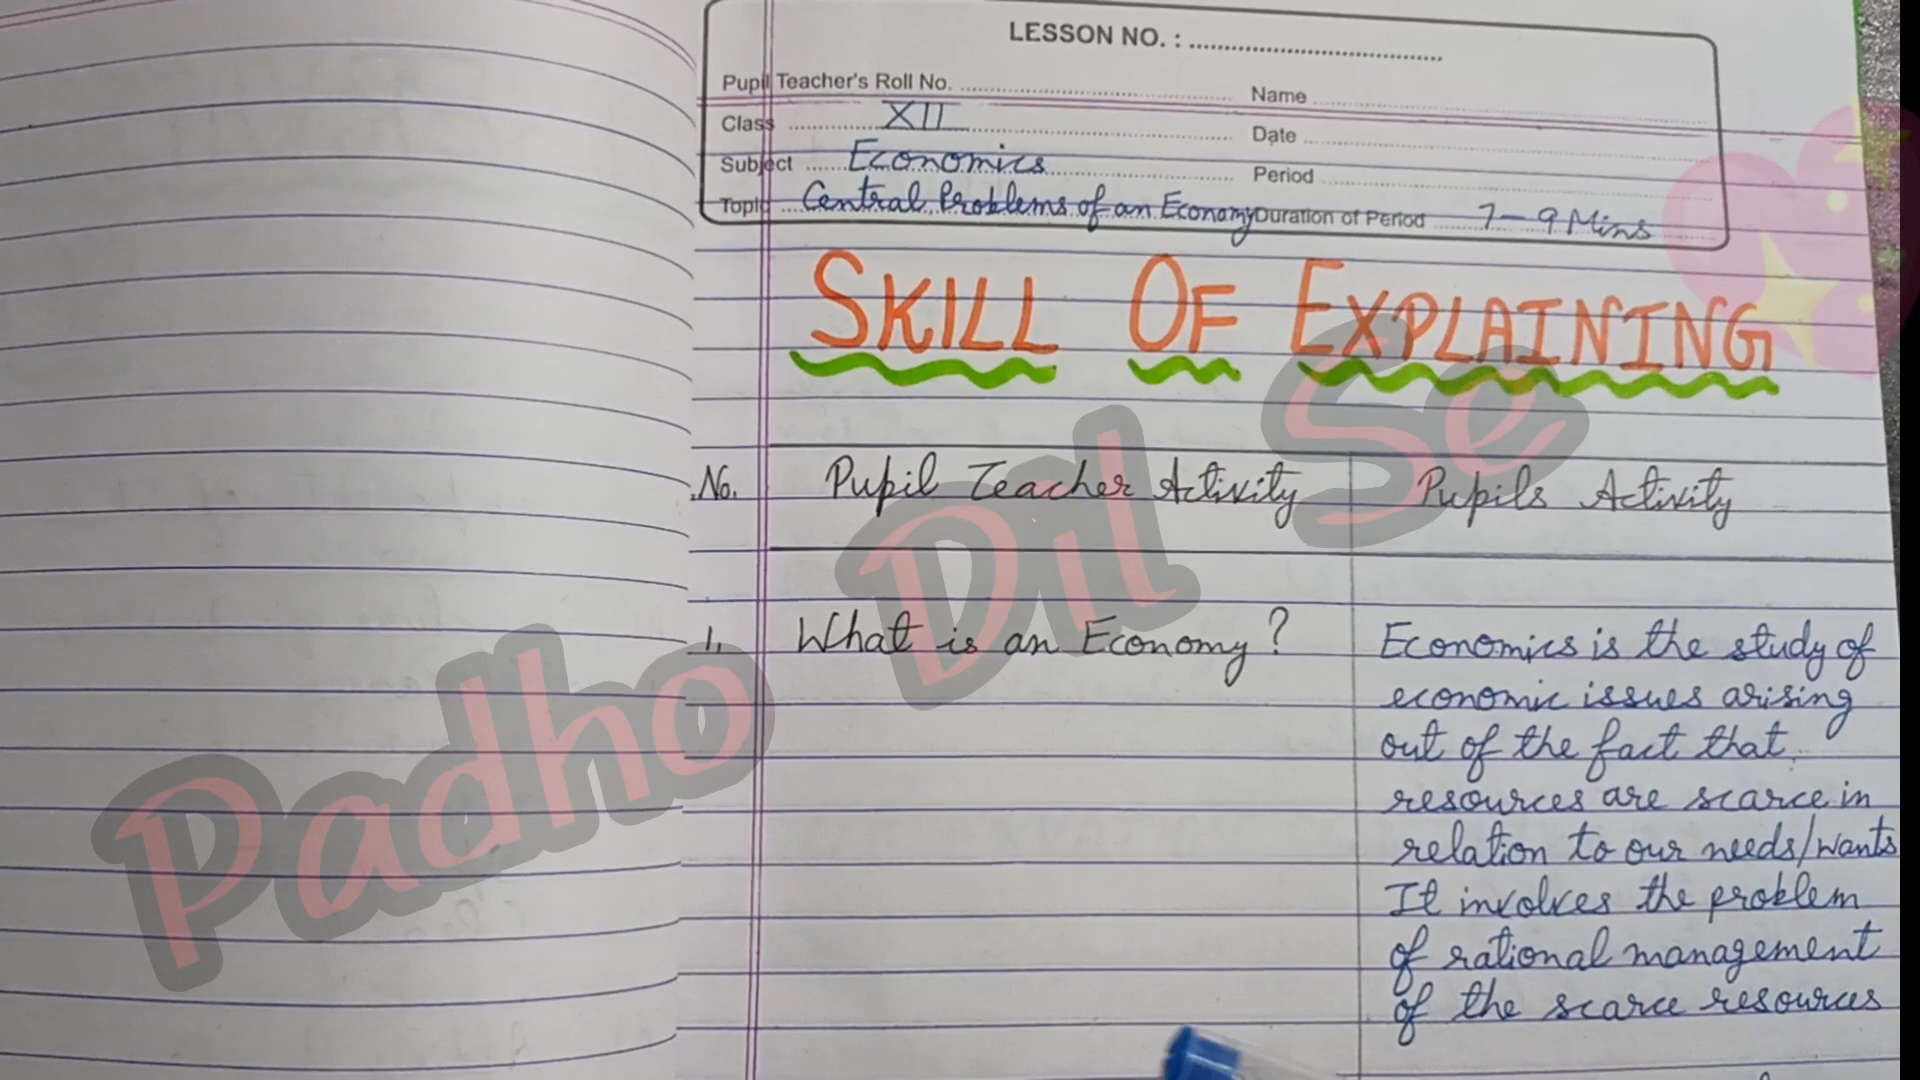 LESSON NO. :
Pupil Teacher's Roll No. Name
Class XII Date
Subject Economics Period
Topic Central Problems of an Economy Duration of Period 7-9 Mins
SKILL OF EXPLAINING
.No. Pupil Teacher Activity Pupils Activity
1. What is an Economy? Economics is the study of
economic issues arising
out of the fact that
resources are scarce in
relation to our needs/wants
It involves the problem
of rational management
of the scarce resources
Padho Dil Se